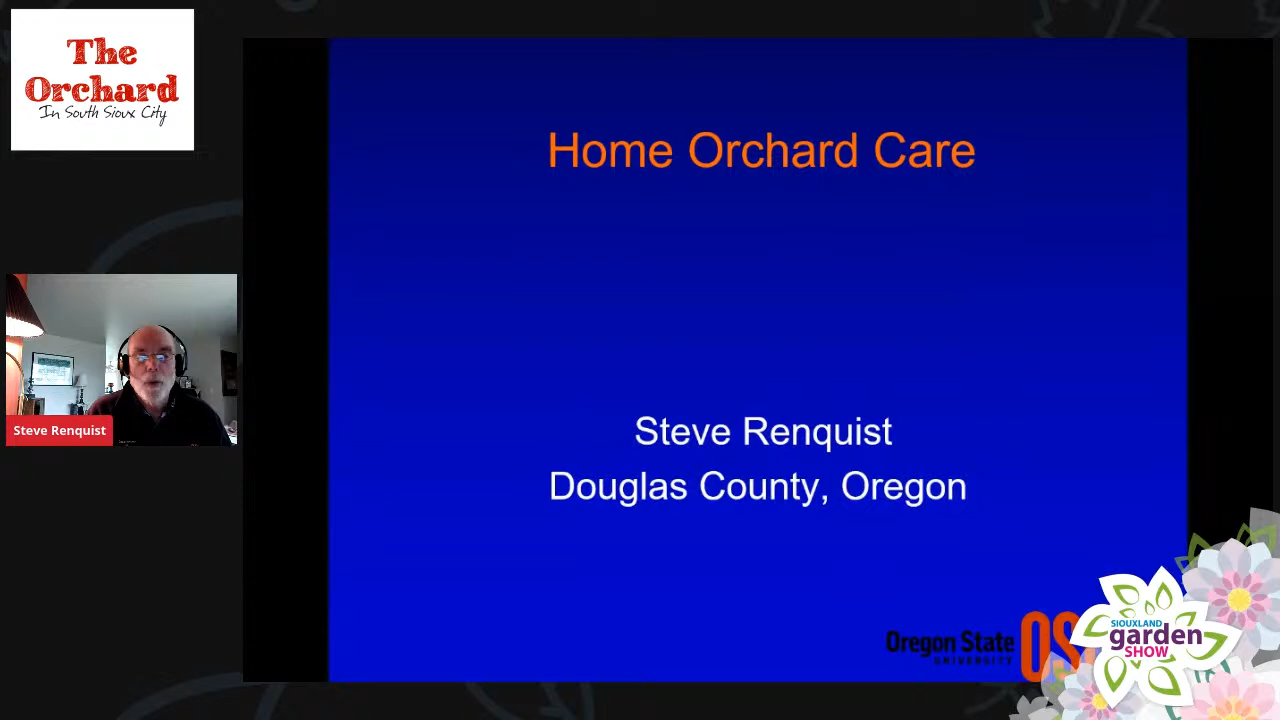 The
Orchard
In South Sioux City
Home Orchard Care
Steve Renquist
Steve Renquist
Douglas County, Oregon
Oregon State
UNIVERSITY
OS
SIOUXLAND
garden
SHOW